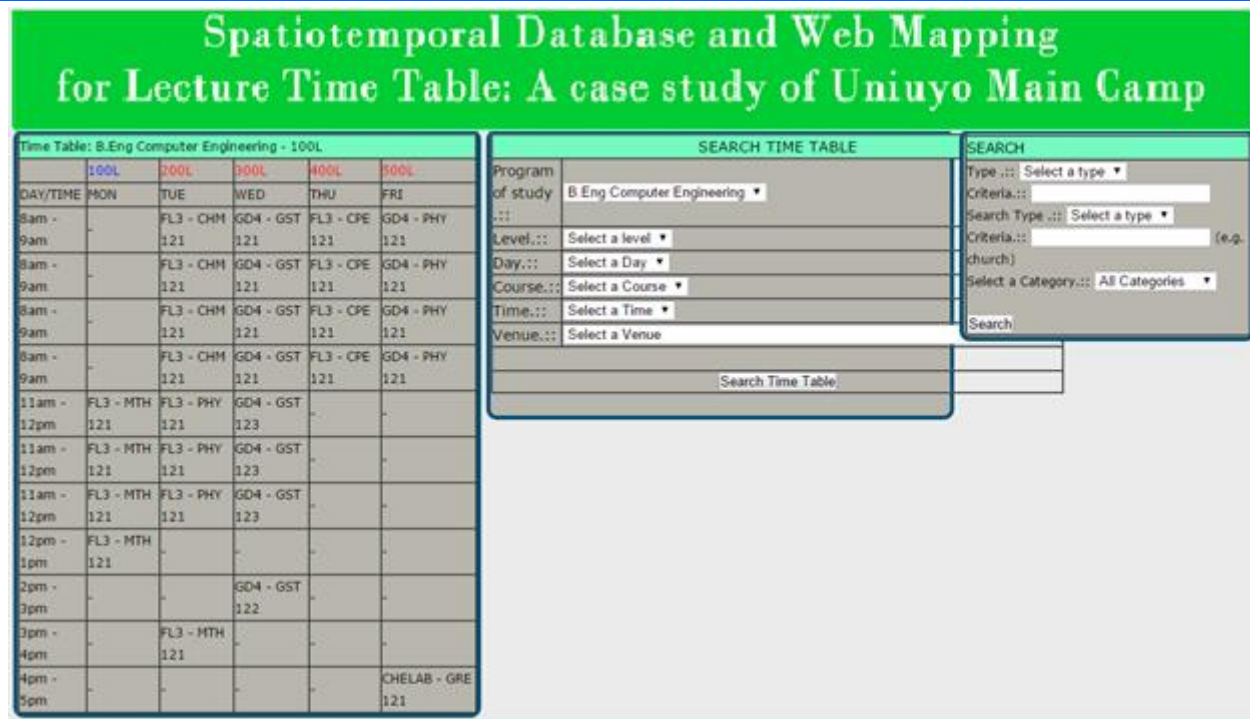 Spatiotemporal Database and Web Mapping
for Lecture Time Table: A case study of Uniuyo Main Camp
Time Table: B.Eng Computer Engineering - 100L
100L 200L 300L 400L 500L
DAY/TIME MON TUE WED THU FRI
8am - 9am - FL3 - CHM 121 GD4 - GST 121 FL3 - CPE 121 GD4 - PHY 121
8am - 9am - FL3 - CHM 121 GD4 - GST 121 FL3 - CPE 121 GD4 - PHY 121
8am - 9am - FL3 - CHM 121 GD4 - GST 121 FL3 - CPE 121 GD4 - PHY 121
8am - 9am - FL3 - CHM 121 GD4 - GST 121 FL3 - CPE 121 GD4 - PHY 121
11am - 12pm FL3 - MTH 121 FL3 - PHY 121 GD4 - GST 123 - -
11am - 12pm FL3 - MTH 121 FL3 - PHY 121 GD4 - GST 123 - -
11am - 12pm FL3 - MTH 121 FL3 - PHY 121 GD4 - GST 123 - -
12pm - 1pm FL3 - MTH 121 - - - -
2pm - 3pm - - GD4 - GST 122 - -
3pm - 4pm - FL3 - MTH 121 - - -
4pm - 5pm - - - - CHELAB - GRE 121
SEARCH TIME TABLE
Program of study .:: B.Eng Computer Engineering
Level.:: Select a level
Day.:: Select a Day
Course.:: Select a Course
Time.:: Select a Time
Venue.:: Select a Venue
Search Time Table
SEARCH
Type .:: Select a type
Criteria.::
Search Type .:: Select a type
Criteria.:: (e.g.
church)
Select a Category.:: All Categories
Search